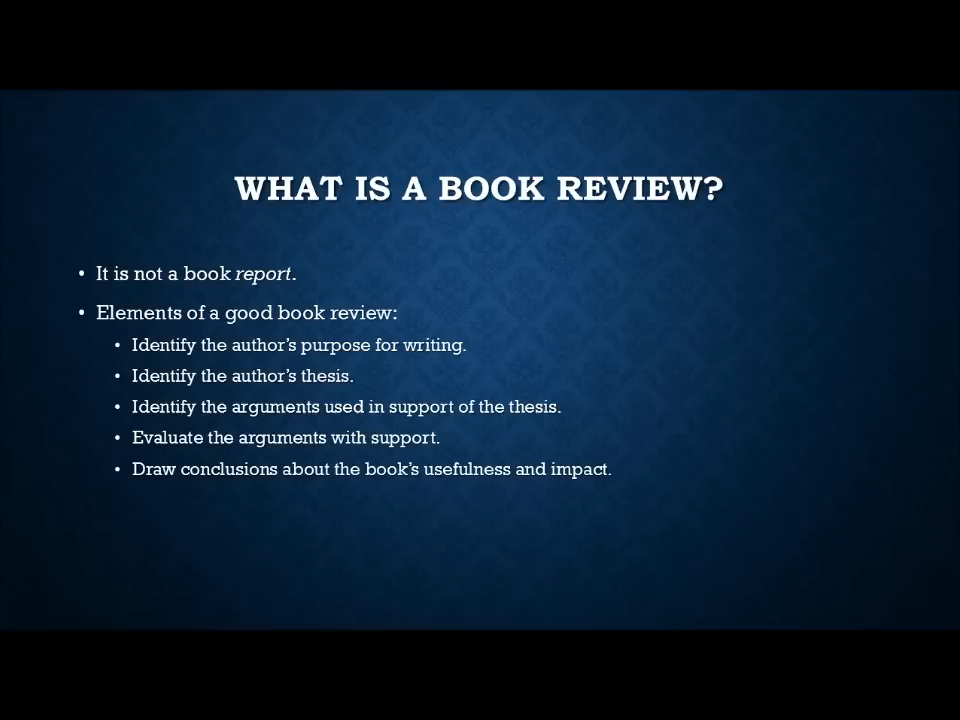 WHAT IS A BOOK REVIEW?
• It is not a book report.
• Elements of a good book review:
• Identify the author's purpose for writing.
• Identify the author's thesis.
• Identify the arguments used in support of the thesis.
• Evaluate the arguments with support.
• Draw conclusions about the book's usefulness and impact.